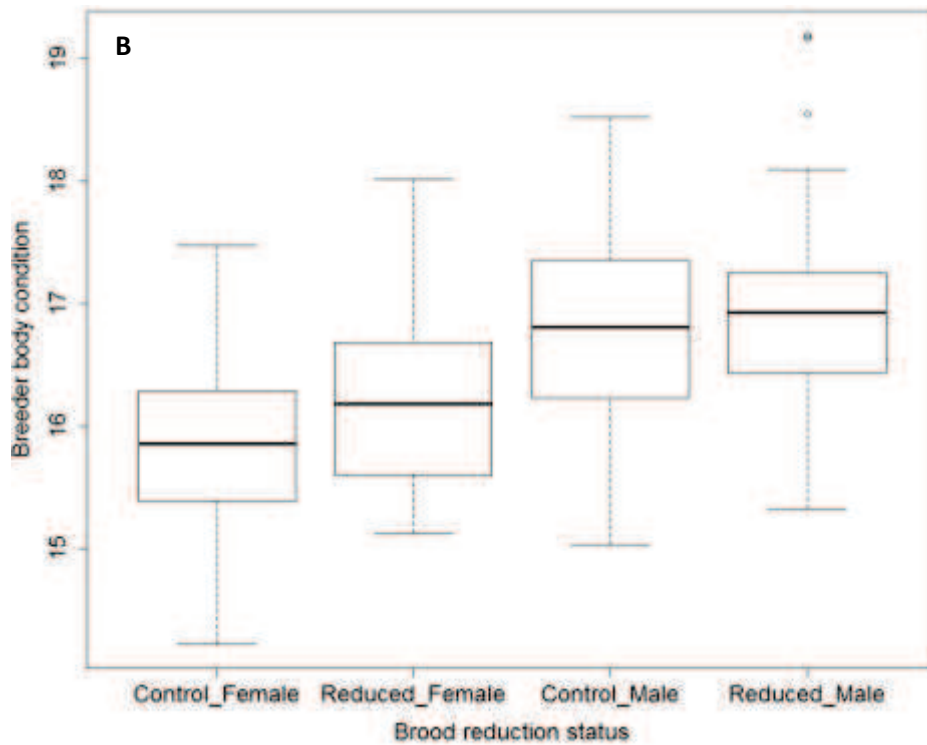 B
19
18
17
16
15
Breeder body condition
Control_Female Reduced_Female Control_Male Reduced_Male
Brood reduction status